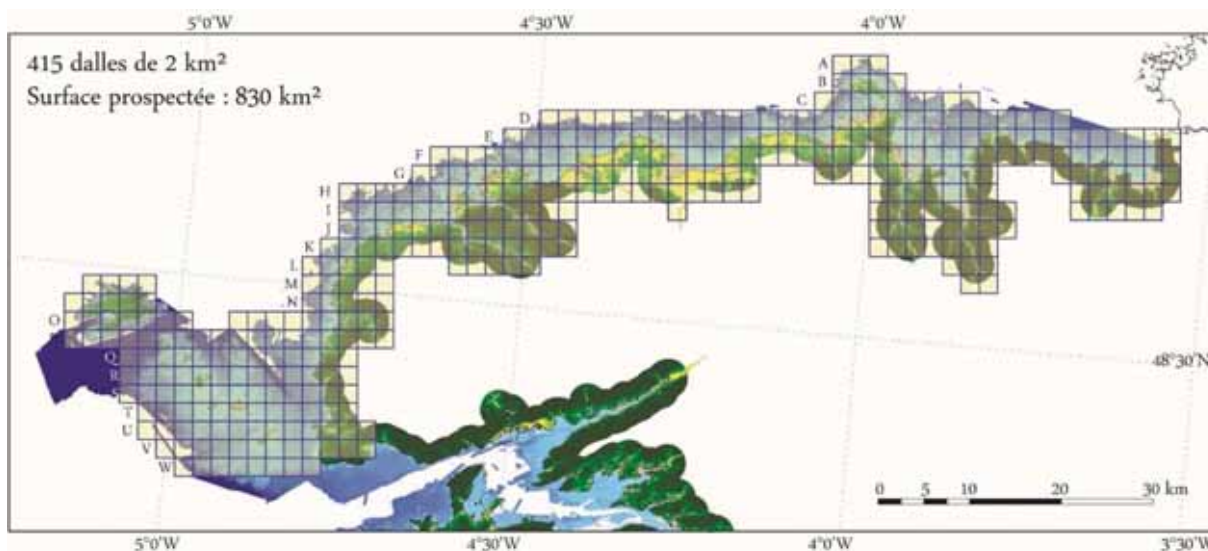 5°0'W 4°30'W 4°0'W
415 dalles de 2 km²
Surface prospectée : 830 km²
A
B
C
D
E
F
G
H
I
J
K
L
M
N
O
Q
R
S
T
U
V
W
48°30'N
0 5 10 20 30 km
5°0'W 4°30'W 4°0'W 3°30'W